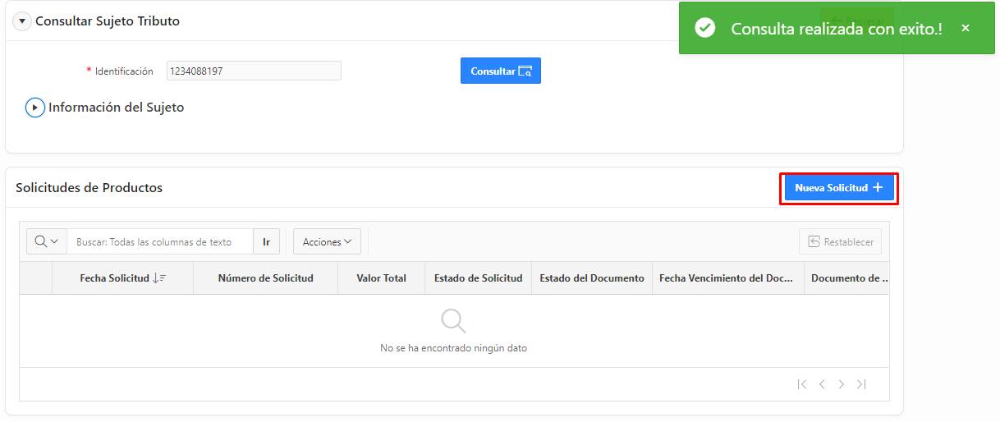 Consultar Sujeto Tributo
Regresar
Consulta realizada con exito.!
* Identificación 1234088197 Consultar
Información del Sujeto
Solicitudes de Productos
Nueva Solicitud
Buscar: Todas las columnas de texto Ir Acciones Restablecer
Fecha Solicitud Número de Solicitud Valor Total Estado de Solicitud Estado del Documento Fecha Vencimiento del Doc... Documento de ..
No se ha encontrado ningún dato